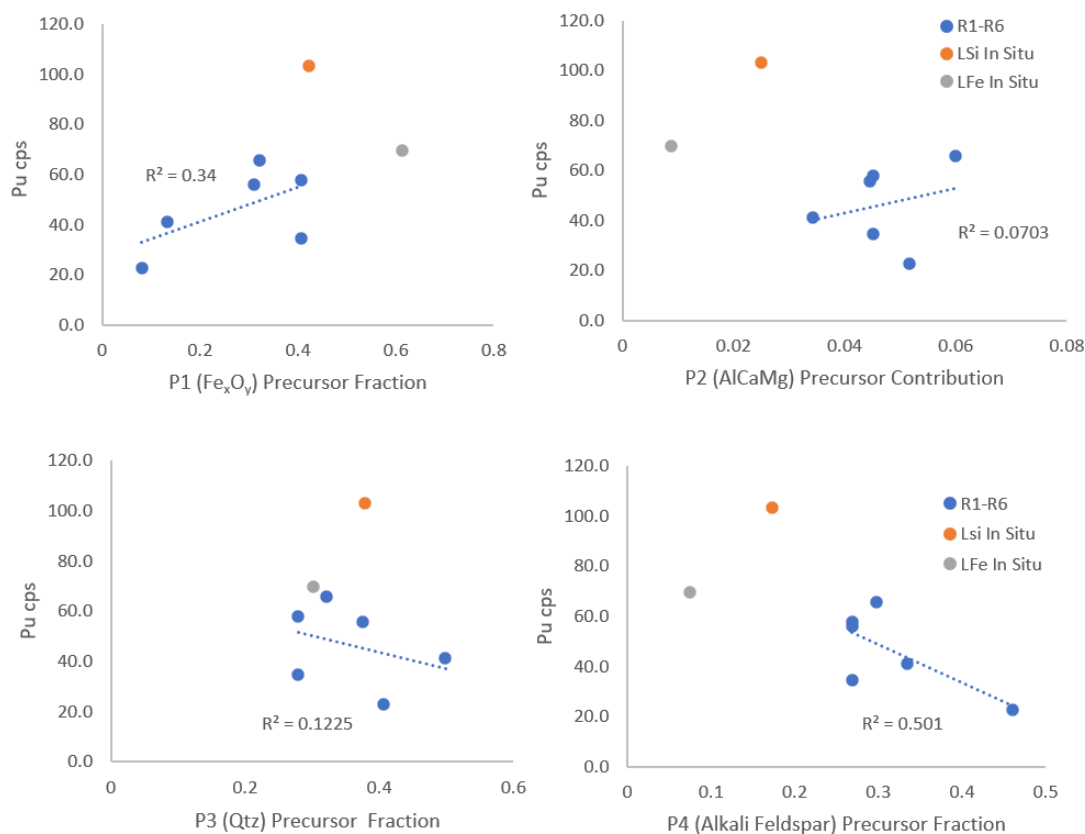 120.0
100.0
80.0
60.0
40.0
20.0
0.0
Pu cps
R² = 0.34
0 0.2 0.4 0.6 0.8
P1 (FeₓOᵧ) Precursor Fraction
120.0
100.0
80.0
60.0
40.0
20.0
0.0
Pu cps
R1-R6
LSi In Situ
LFe In Situ
R² = 0.0703
0 0.02 0.04 0.06 0.08
P2 (AlCaMg) Precursor Contribution
120.0
100.0
80.0
60.0
40.0
20.0
0.0
Pu cps
R² = 0.1225
0 0.2 0.4 0.6
P3 (Qtz) Precursor Fraction
120.0
100.0
80.0
60.0
40.0
20.0
0.0
Pu cps
R1-R6
Lsi In Situ
LFe In Situ
R² = 0.501
0 0.1 0.2 0.3 0.4 0.5
P4 (Alkali Feldspar) Precursor Fraction